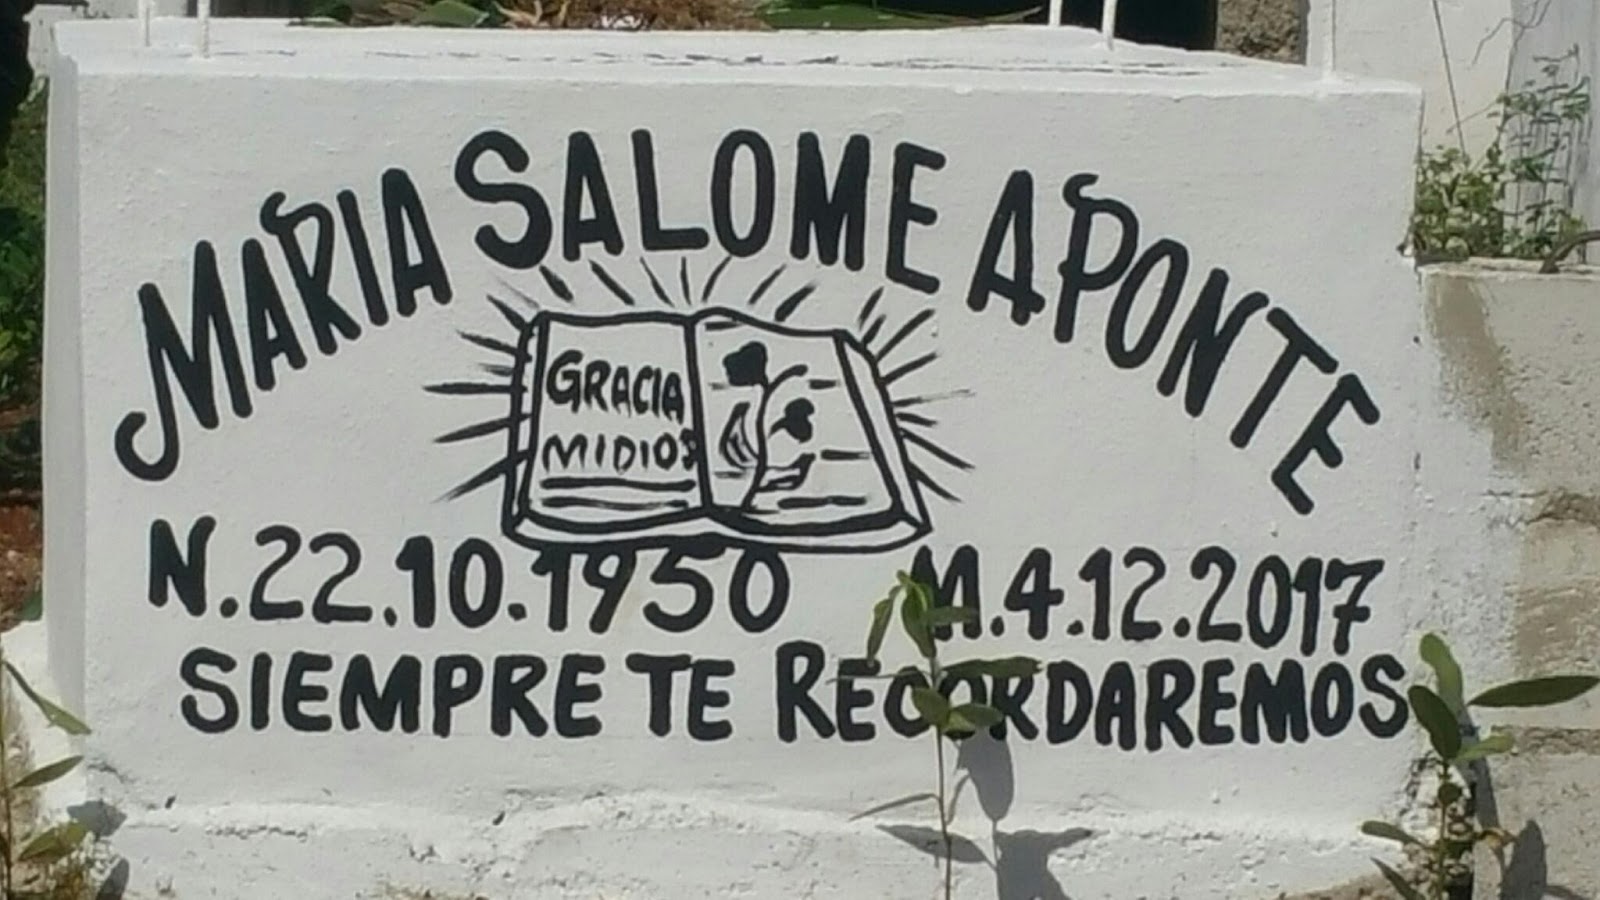 MARIA SALOME APONTE
GRACIA
MIDIOS
N.22.10.1950 M.4.12.2017
SIEMPRE TE RECORDAREMOS